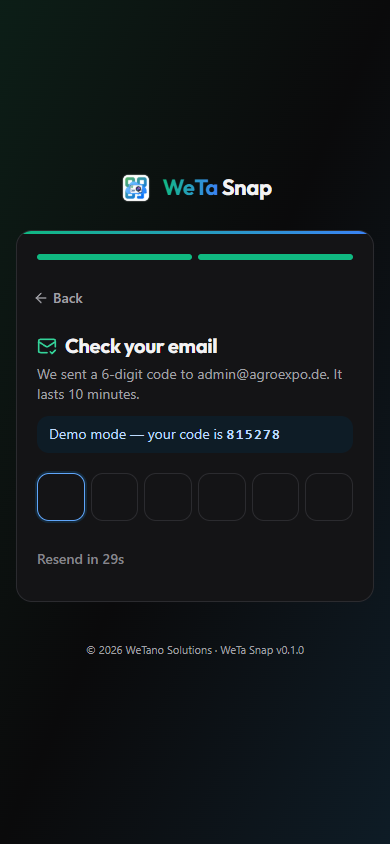 WeTa Snap
Back
Check your email
We sent a 6-digit code to admin@agroexpo.de. It
lasts 10 minutes.
Demo mode — your code is 815278
Resend in 29s
© 2026 WeTano Solutions · WeTa Snap v0.1.0